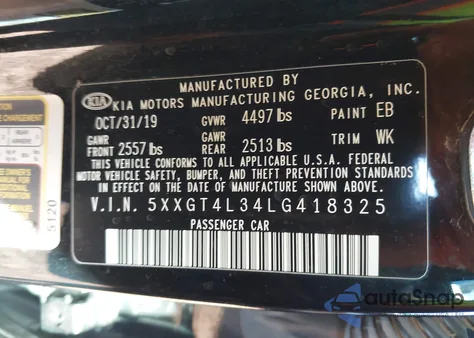 MANUFACTURED BY
KIA KIA MOTORS MANUFACTURING GEORGIA, INC.
OCT/31/19 GVWR 4497 lbs PAINT EB
GAWR FRONT 2557 lbs GAWR REAR 2513 lbs TRIM WK
THIS VEHICLE CONFORMS TO ALL APPLICABLE U.S.A. FEDERAL
MOTOR VEHICLE SAFETY, BUMPER, AND THEFT PREVENTION STANDARDS
IN EFFECT ON THE DATE OF MANUFACTURE SHOWN ABOVE.
V.I.N. 5XXGT4L34LG418325
PASSENGER CAR
5120
autoSnap